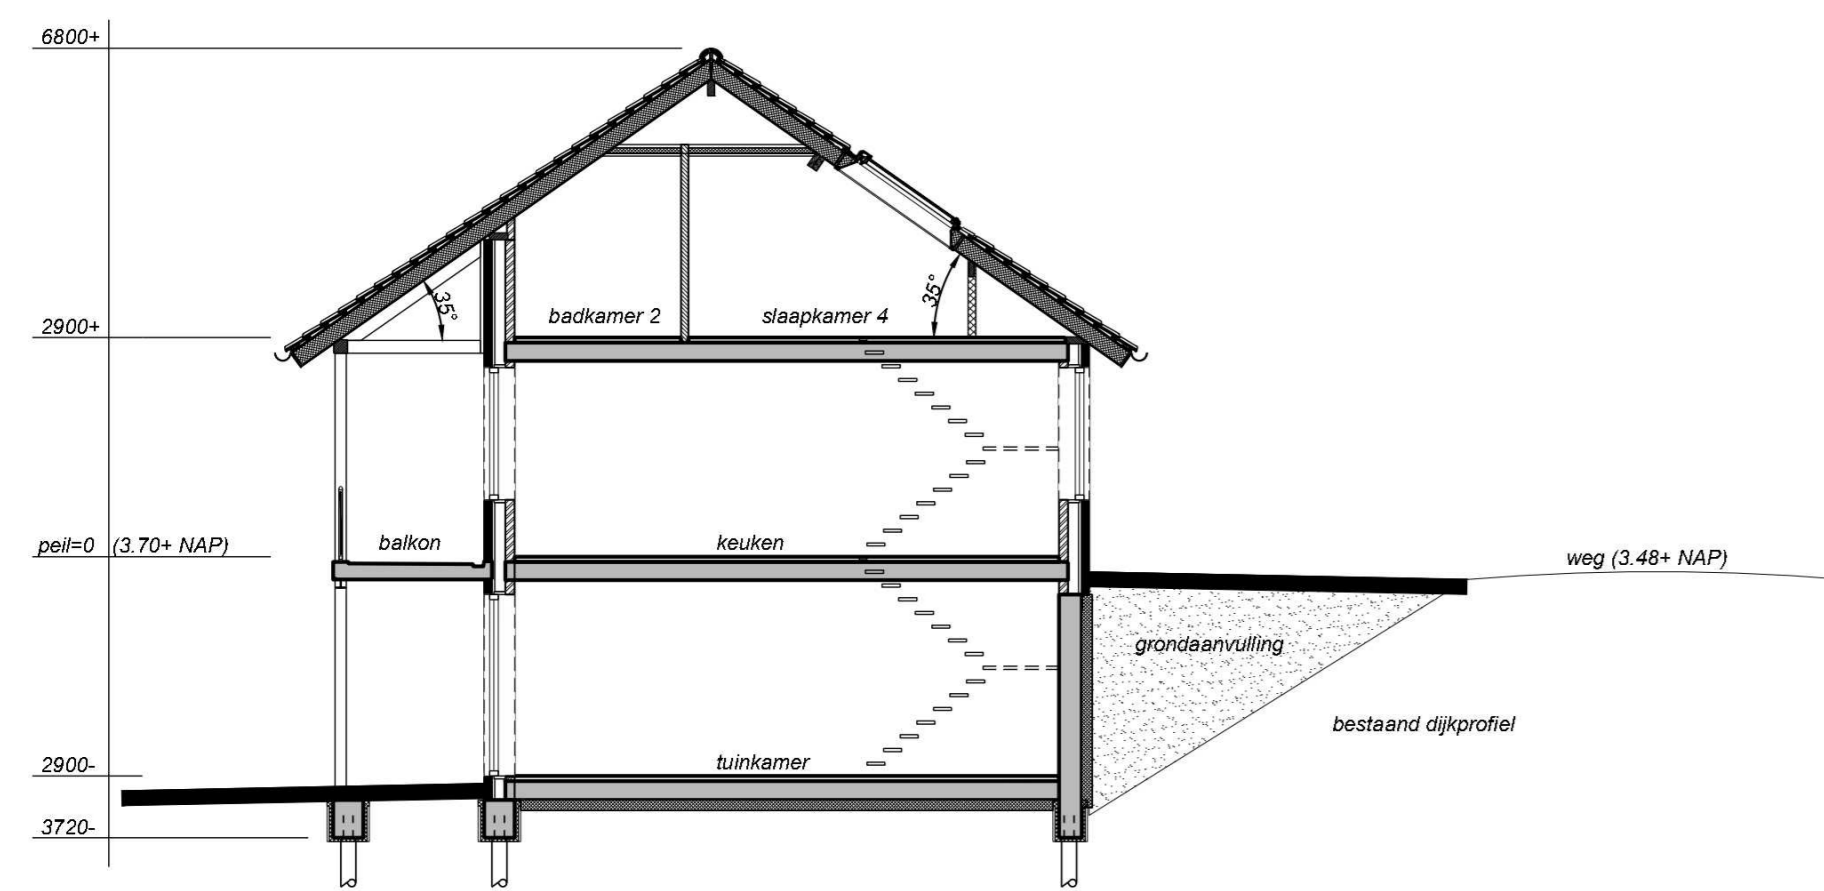 6800+
35°
badkamer 2
slaapkamer 4
35°
2900+
peil=0 (3.70+ NAP)
balkon
keuken
weg (3.48+ NAP)
grondaanvulling
bestaand dijkprofiel
2900-
tuinkamer
3720-